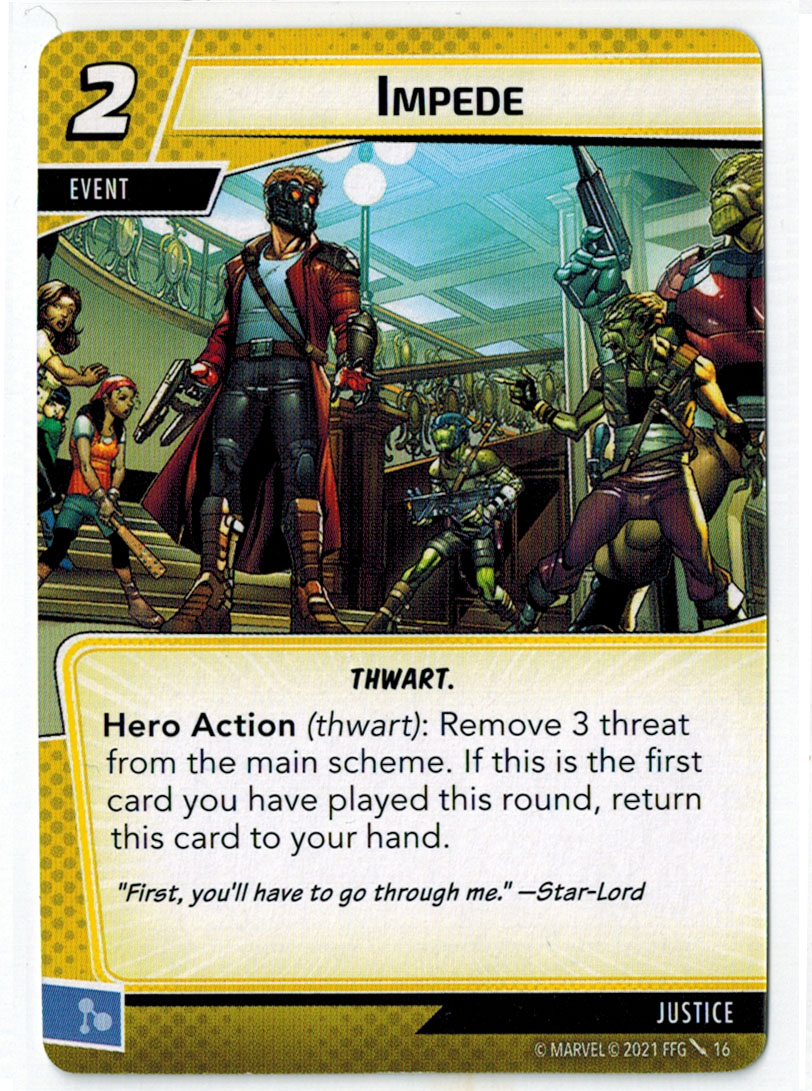 2
IMPEDE
EVENT
THWART.
Hero Action (thwart): Remove 3 threat
from the main scheme. If this is the first
card you have played this round, return
this card to your hand.
"First, you'll have to go through me." —Star-Lord
JUSTICE
© MARVEL © 2021 FFG 16